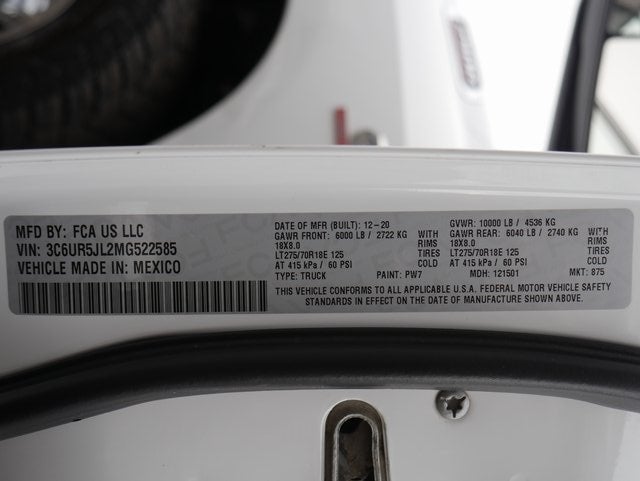 MFD BY: FCA US LLC
VIN: 3C6UR5JL2MG522585
VEHICLE MADE IN: MEXICO
DATE OF MFR (BUILT): 12-20
GAWR FRONT: 6000 LB / 2722 KG WITH
18X8.0 RIMS
LT275/70R18E 125 TIRES
AT 415 kPa / 60 PSI COLD
TYPE: TRUCK PAINT: PW7
GVWR: 10000 LB / 4536 KG
GAWR REAR: 6040 LB / 2740 KG WITH
18X8.0 RIMS
LT275/70R18E 125 TIRES
AT 415 kPa / 60 PSI COLD
MDH: 121501 MKT: 875
THIS VEHICLE CONFORMS TO ALL APPLICABLE U.S.A. FEDERAL MOTOR VEHICLE SAFETY
STANDARDS IN EFFECT ON THE DATE OF MANUFACTURE SHOWN ABOVE.